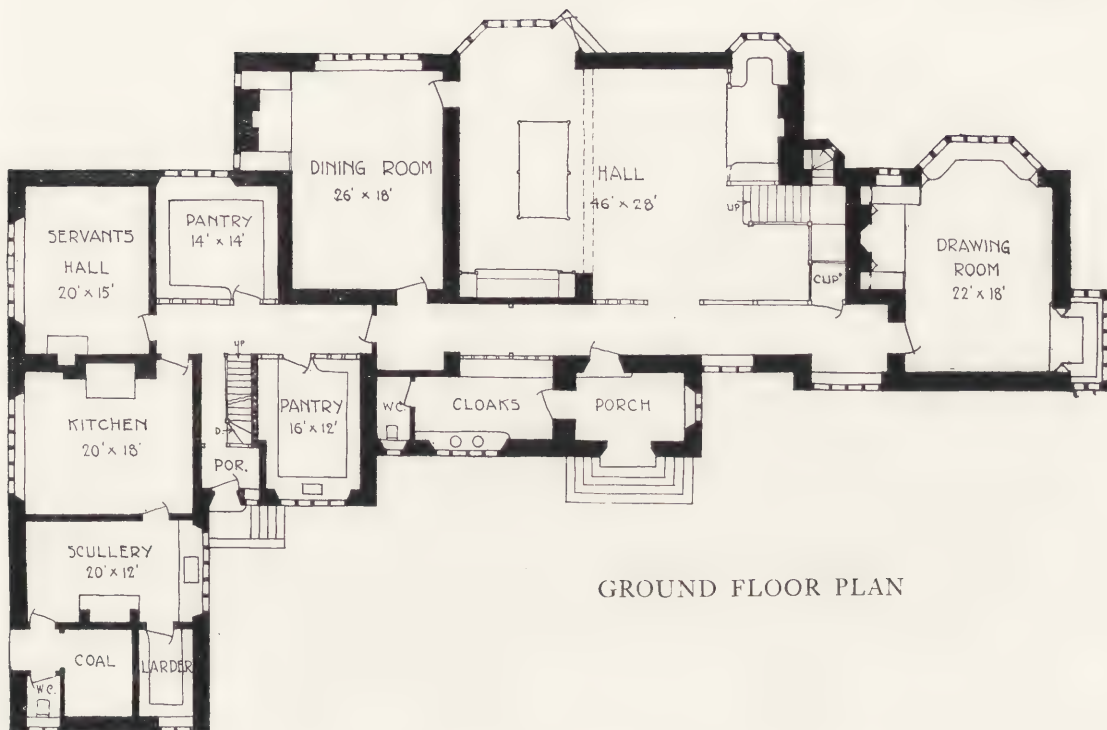 DINING ROOM
26' x 18'
HALL
46' x 28'
UP
CUPD
DRAWING
ROOM
22' x 18'
SERVANTS
HALL
20' x 15'
PANTRY
14' x 14'
UP
D.
POR.
PANTRY
16' x 12'
W.C.
CLOAKS
PORCH
KITCHEN
20' x 18'
SCULLERY
20' x 12'
COAL
LARDER
W.C.
GROUND FLOOR PLAN